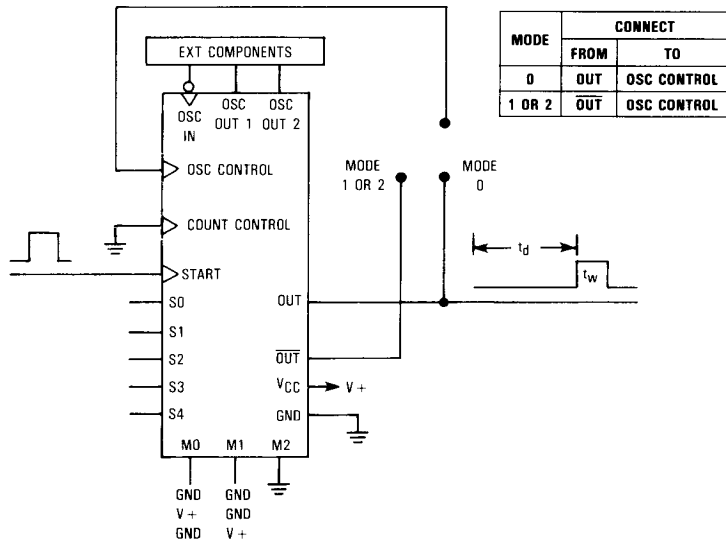 EXT COMPONENTS
MODE CONNECT
FROM TO
0 OUT OSC CONTROL
1 OR 2 OUT OSC CONTROL
OSC IN
OSC OUT 1
OSC OUT 2
OSC CONTROL
MODE 1 OR 2
MODE 0
COUNT CONTROL
td
tw
START
S0
OUT
S1
S2
OUT
S3
VCC
V +
S4
GND
M0 M1 M2
GND GND
V + GND
GND V +